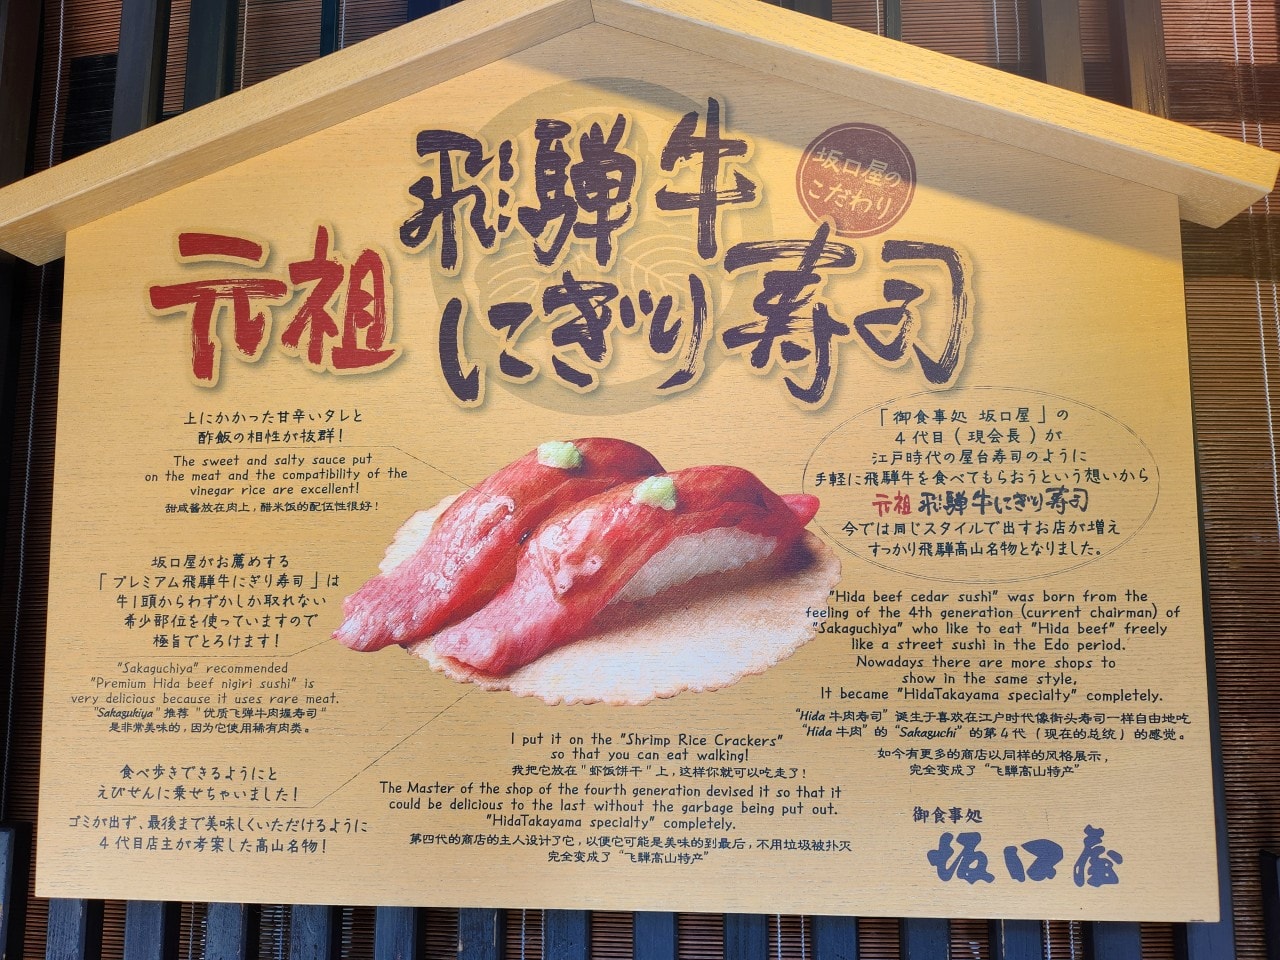 元祖
飛騨牛
にぎり寿司
坂口屋の
こだわり
上にかかった甘辛いタレと
酢飯の相性が抜群!
The sweet and salty sauce put
on the meat and the compatibility of the
vinegar rice are excellent!
甜咸酱放在肉上，醋米饭的配伍性很好!
坂口屋がお薦めする
「プレミアム飛騨牛にぎり寿司」は
牛1頭からわずかしか取れない
希少部位を使っていますので
極旨でとろけます!
"Sakaguchiya" recommended
"Premium Hida beef nigiri sushi" is
very delicious because it uses rare meat.
"Sakagukiya"推荐"优质飞弹牛肉握寿司"
是非常美味的，因为它使用稀有肉类。
食べ歩きできるようにと
えびせんに乗せちゃいました!
ゴミが出ず、最後まで美味しくいただけるように
4代目店主が考案した高山名物!
I put it on the "Shrimp Rice Crackers"
so that you can eat walking!
我把它放在"虾饭饼干"上，这样你就可以吃走了!
The Master of the shop of the fourth generation devised it so that it
could be delicious to the last without the garbage being put out.
"HidaTakayama specialty" completely.
第四代的商店的主人设计了它，以便它可能是美味的到最后，不用垃圾被扑灭
完全变成了"飞騨高山特产"
「御食事処 坂口屋」の
4代目(現会長)が
江戸時代の屋台寿司のように
手軽に飛騨牛を食べてもらおうという想いから
元祖 飛騨牛にぎり寿司
今では同じスタイルで出すお店が増え
すっかり飛騨高山名物となりました。
"Hida beef cedar sushi" was born from the
feeling of the 4th generation (current chairman) of
"Sakaguchiya" who like to eat "Hida beef" freely
like a street sushi in the Edo period.
Nowadays there are more shops to
show in the same style,
It became "HidaTakayama specialty" completely.
"Hida牛肉寿司"诞生于喜欢在江户时代像街头寿司一样自由地吃
"Hida牛肉"的"Sakaguchi"的第4代（现在的总统）的感觉。
如今有更多的商店以同样的风格展示，
完全变成了"飞騨高山特产"
御食事処
坂口屋